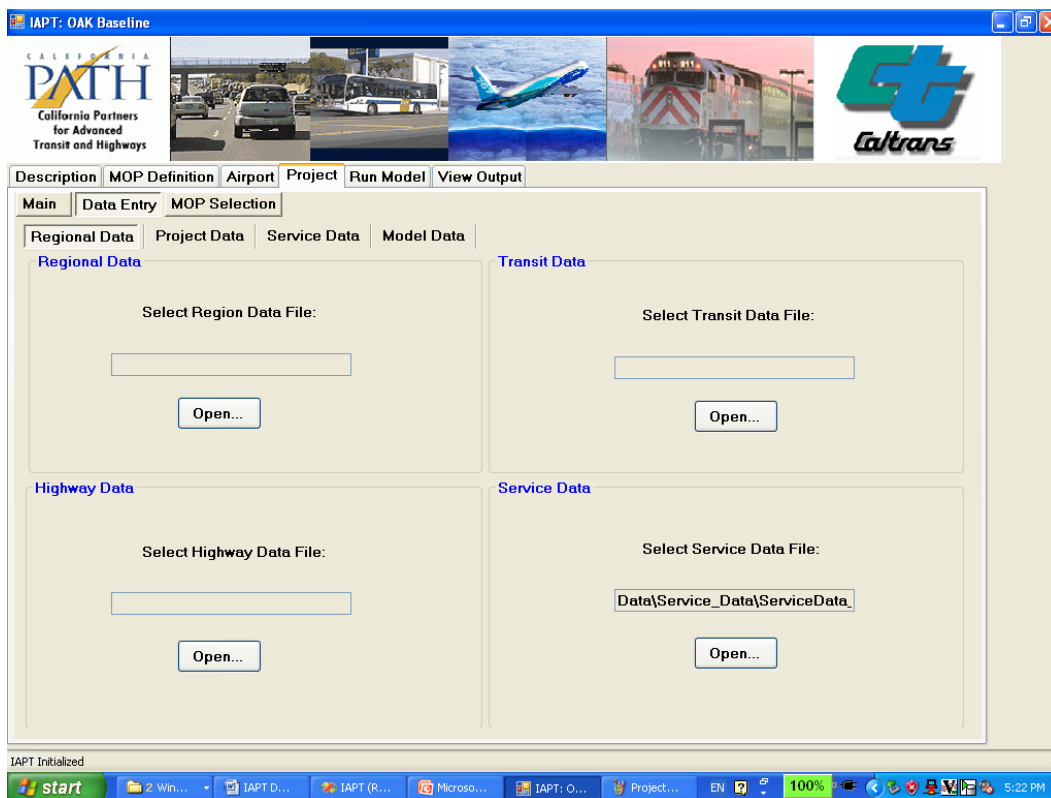 IAPT: OAK Baseline
CALIFORNIA
PATH
California Partners
for Advanced
Transit and Highways
911 911
Caltrans
Description MOP Definition Airport Project Run Model View Output
Main Data Entry MOP Selection
Regional Data Project Data Service Data Model Data
Regional Data
Select Region Data File:
Open...
Transit Data
Select Transit Data File:
Open...
Highway Data
Select Highway Data File:
Open...
Service Data
Select Service Data File:
Data\Service_Data\ServiceData_
Open...
IAPT Initialized
start 2 Win... IAPT D... IAPT (R... Microso... IAPT: O... Project... EN 100% 5:22 PM